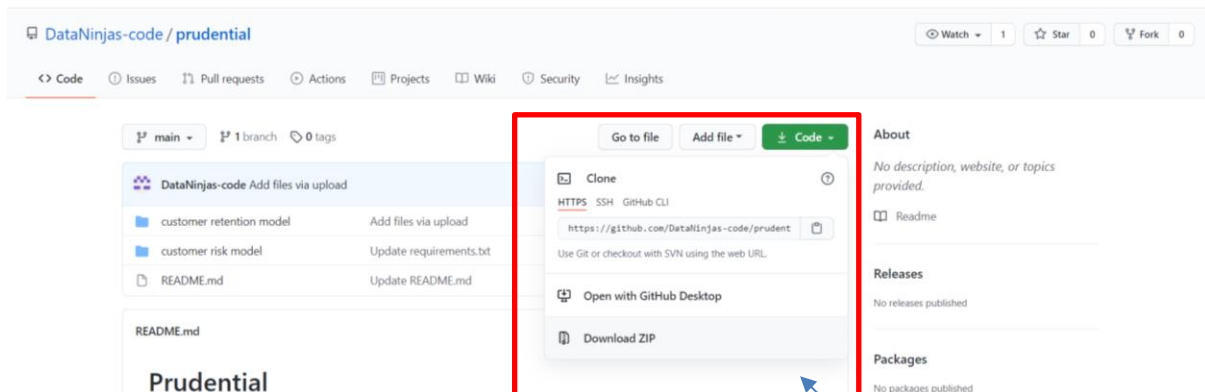 DataNinjas-code / prudential
Watch 1 Star 0 Fork 0
<> Code Issues Pull requests Actions Projects Wiki Security Insights
main 1 branch 0 tags
Go to file Add file Code
DataNinjas-code Add files via upload
customer retention model Add files via upload
customer risk model Update requirements.txt
README.md Update README.md
README.md
Prudential
Clone
HTTPS SSH GitHub CLI
https://github.com/DataNinjas-code/prudent
Use Git or checkout with SVN using the web URL.
Open with GitHub Desktop
Download ZIP
About
No description, website, or topics
provided.
Readme
Releases
No releases published
Packages
No packages published